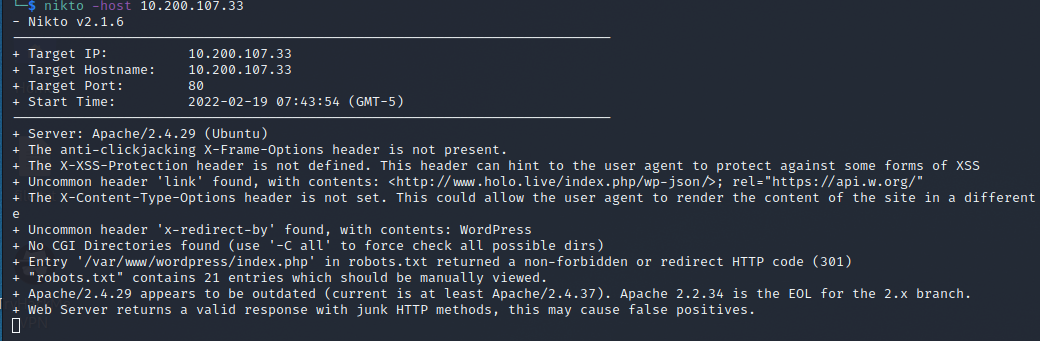 └─$ nikto -host 10.200.107.33
- Nikto v2.1.6
---------------------------------------------------------------------------
+ Target IP:          10.200.107.33
+ Target Hostname:    10.200.107.33
+ Target Port:        80
+ Start Time:         2022-02-19 07:43:54 (GMT-5)
---------------------------------------------------------------------------
+ Server: Apache/2.4.29 (Ubuntu)
+ The anti-clickjacking X-Frame-Options header is not present.
+ The X-XSS-Protection header is not defined. This header can hint to the user agent to protect against some forms of XSS
+ Uncommon header 'link' found, with contents: <http://www.holo.live/index.php/wp-json/>; rel="https://api.w.org/"
+ The X-Content-Type-Options header is not set. This could allow the user agent to render the content of the site in a different
e
+ Uncommon header 'x-redirect-by' found, with contents: WordPress
+ No CGI Directories found (use '-C all' to force check all possible dirs)
+ Entry '/var/www/wordpress/index.php' in robots.txt returned a non-forbidden or redirect HTTP code (301)
+ "robots.txt" contains 21 entries which should be manually viewed.
+ Apache/2.4.29 appears to be outdated (current is at least Apache/2.4.37). Apache 2.2.34 is the EOL for the 2.x branch.
+ Web Server returns a valid response with junk HTTP methods, this may cause false positives.